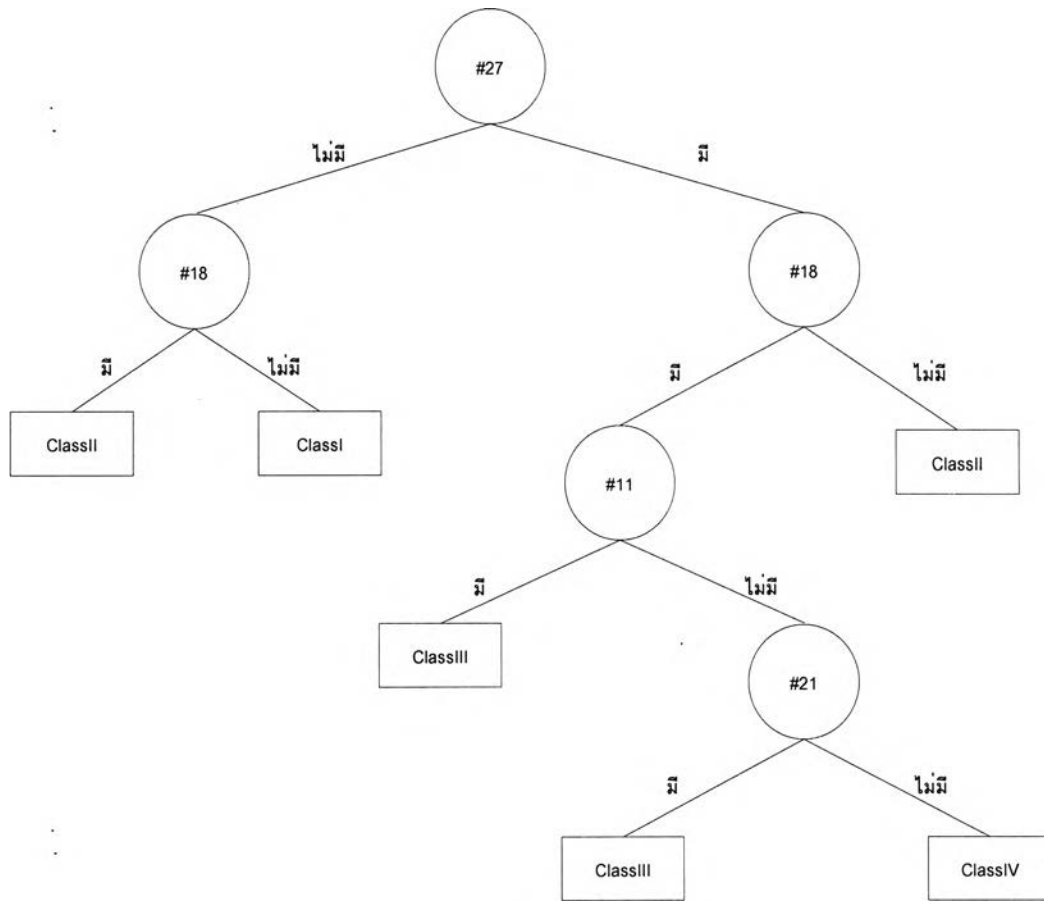 #27
ไม่มี
มี
#18
#18
มี
ไม่มี
มี
ไม่มี
ClassII
ClassI
#11
ClassII
มี
ไม่มี
ClassIII
#21
มี
ไม่มี
ClassIII
ClassIV